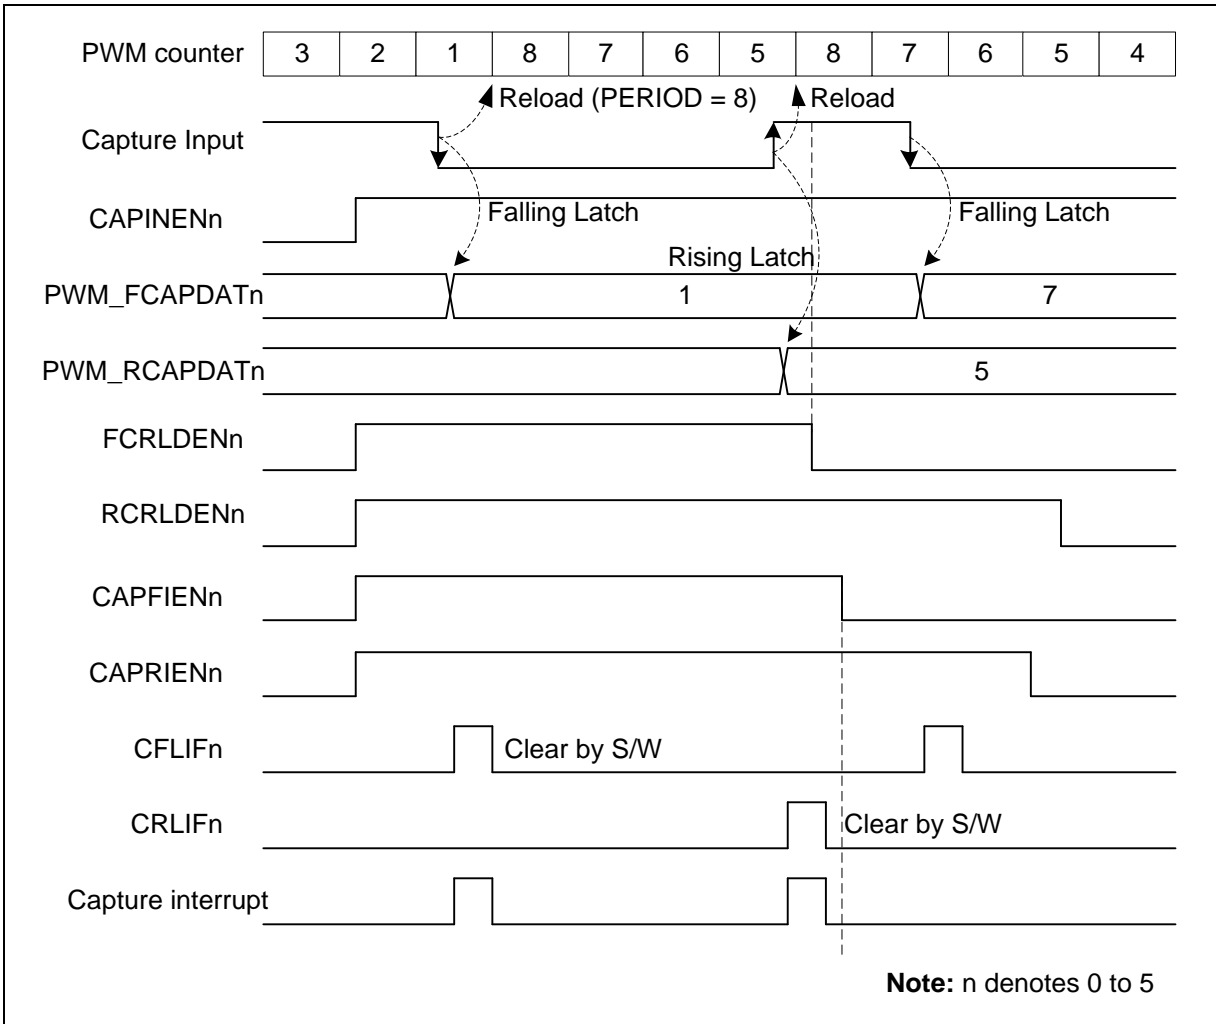 PWM counter 3 2 1 8 7 6 5 8 7 6 5 4
Reload (PERIOD = 8) Reload
Capture Input
CAPINENn Falling Latch Falling Latch
Rising Latch
PWM_FCAPDATn 1 7
PWM_RCAPDATn 5
FCRLDENn
RCRLDENn
CAPFIENn
CAPRIENn
CFLIFn Clear by S/W
CRLIFn Clear by S/W
Capture interrupt
Note: n denotes 0 to 5